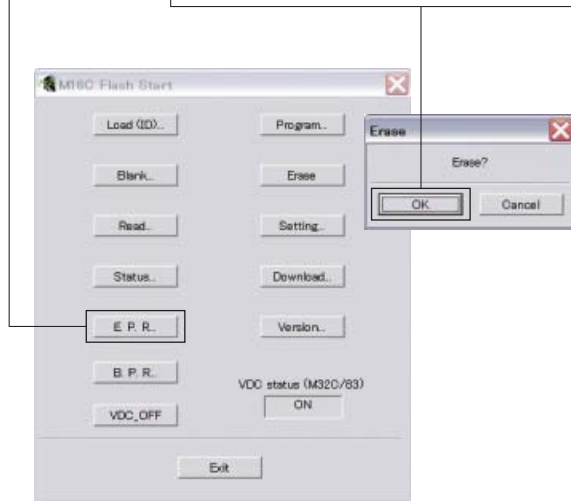 M16C Flash Start
Load (ID)...
Program...
Blank...
Erase
Read...
Setting...
Status...
Download...
E. P. R...
Version...
B. P. R...
VDC status (M32C/83)
VDC_OFF
ON
Exit
Erase
Erase?
OK
Cancel